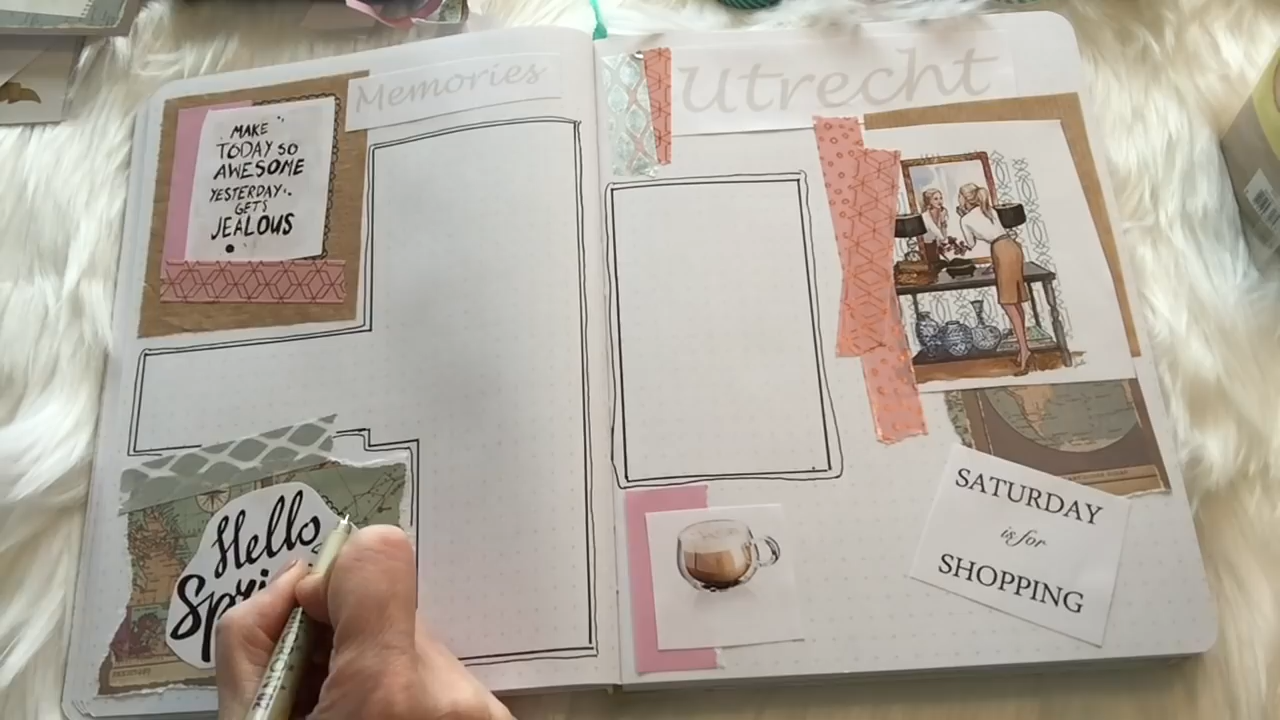 Memories
MAKE
TODAY SO
AWESOME
YESTERDAY
GETS
JEALOUS
Hello
Utrecht
SATURDAY
is for
SHOPPING